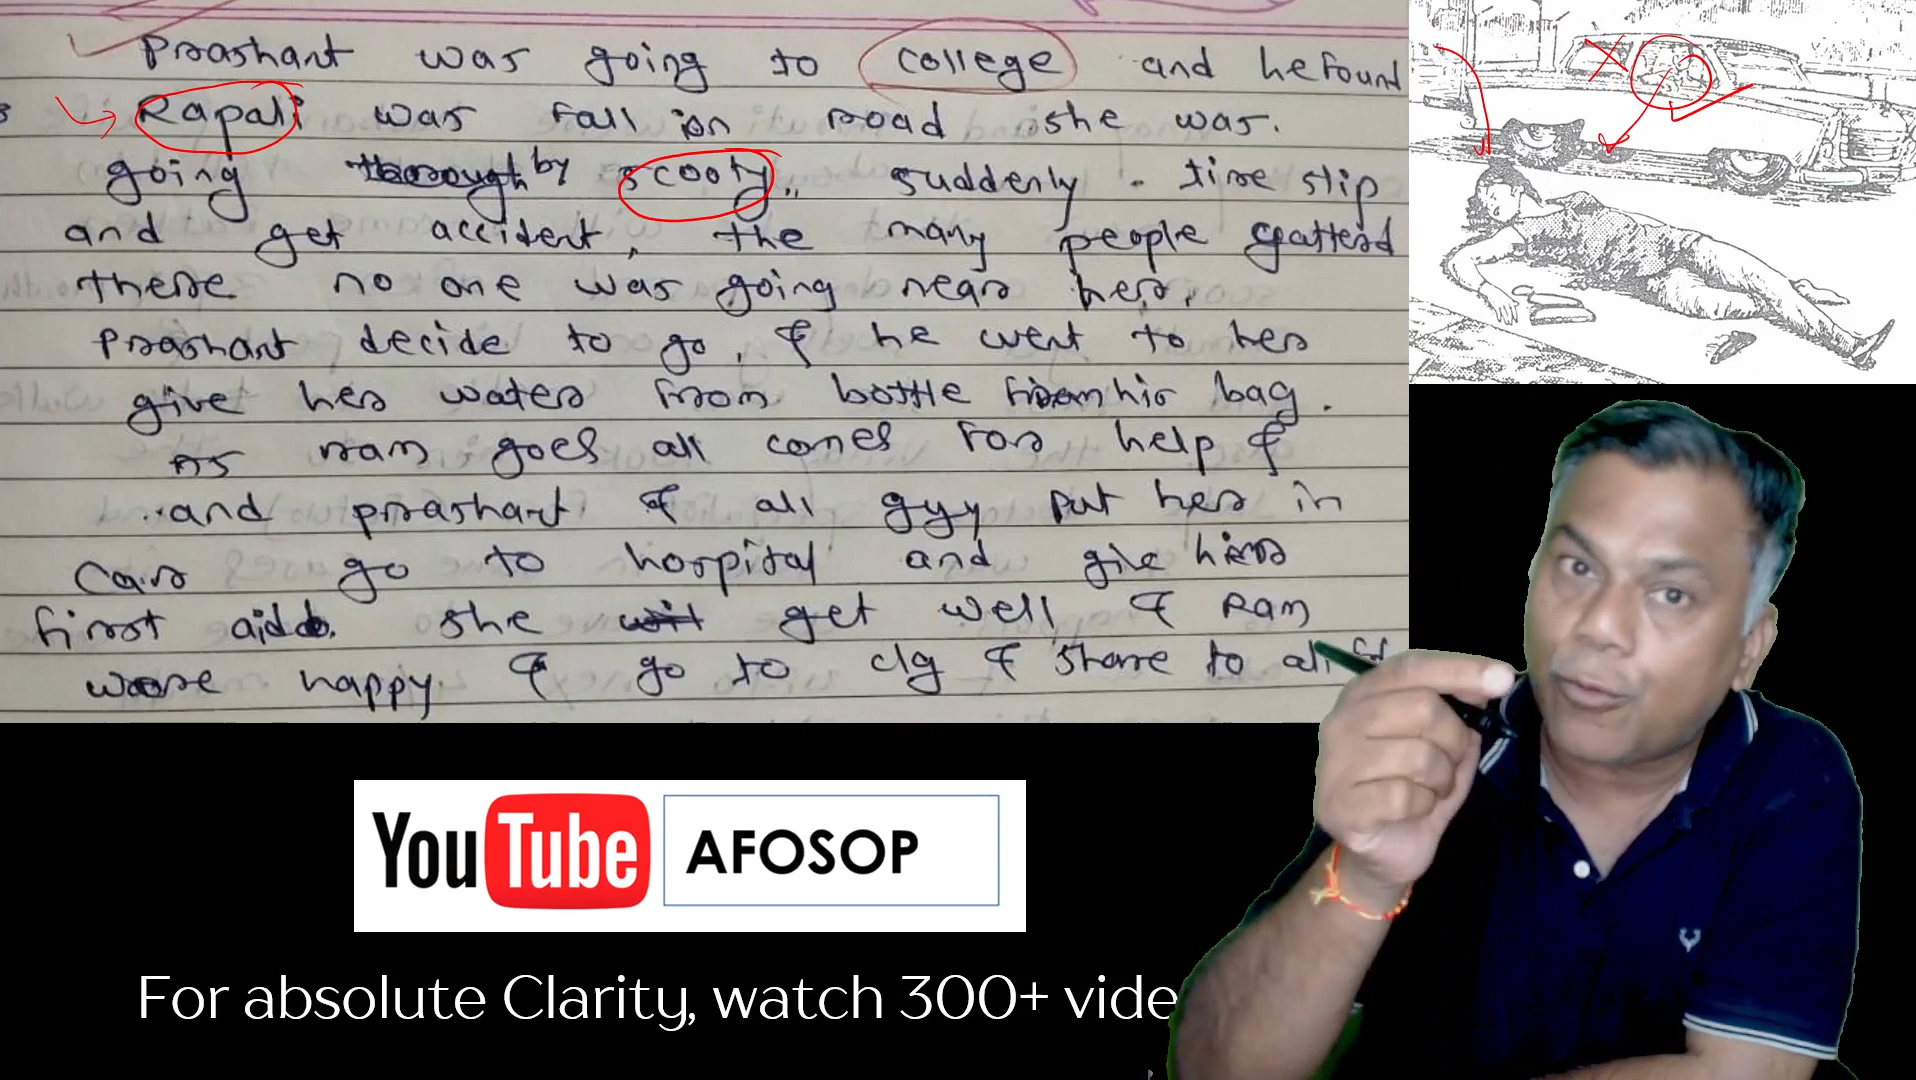 Prashant was going to college and he found
Rapali was fall on road she was.
going by scooty,, suddenly. tire slip
and get accident, the many people gatterd
there no one was going near her,
prashant decide to go, & he went to her
give her water from bottle from his bag.
As ram goes all comes for help &
and prashant & all gyy put her in
Car go to hospital and give her
first aid. she get well & Ram
wore happy & go to clg & share to all
YouTube AFOSOP
For absolute Clarity, watch 300+ vide